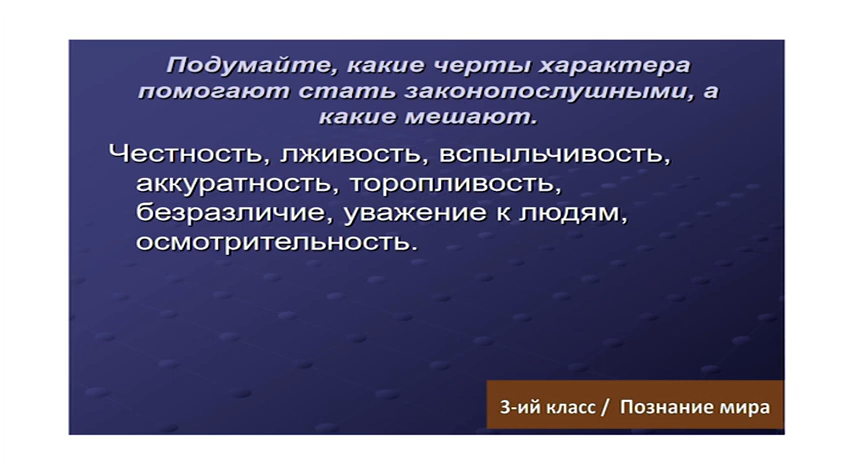 Подумайте, какие черты характера
помогают стать законопослушными, а
какие мешают.
Честность, лживость, вспыльчивость,
аккуратность, торопливость,
безразличие, уважение к людям,
осмотрительность.
3-ий класс / Познание мира